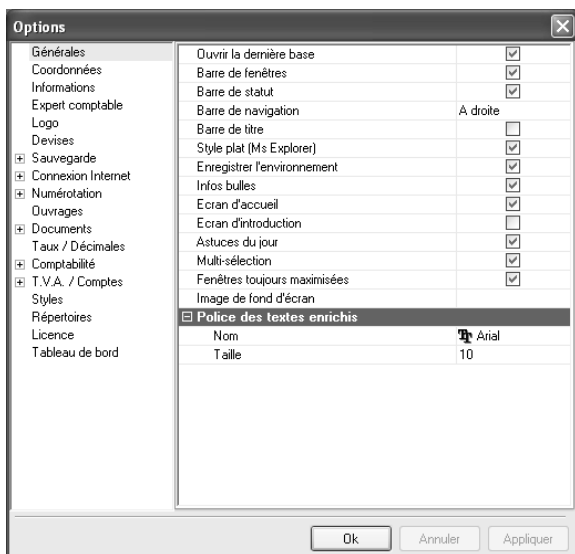 Options
Générales
Coordonnées
Informations
Expert comptable
Logo
Devises
Sauvegarde
Connexion Internet
Numérotation
Ouvrages
Documents
Taux / Décimales
Comptabilité
T.V.A. / Comptes
Styles
Répertoires
Licence
Tableau de bord
Ouvrir la dernière base
Barre de fenêtres
Barre de statut
Barre de navigation A droite
Barre de titre
Style plat (Ms Explorer)
Enregistrer l'environnement
Infos bulles
Ecran d'accueil
Ecran d'introduction
Astuces du jour
Multi-sélection
Fenêtres toujours maximisées
Image de fond d'écran
Police des textes enrichis
Nom Arial
Taille 10
Ok Annuler Appliquer